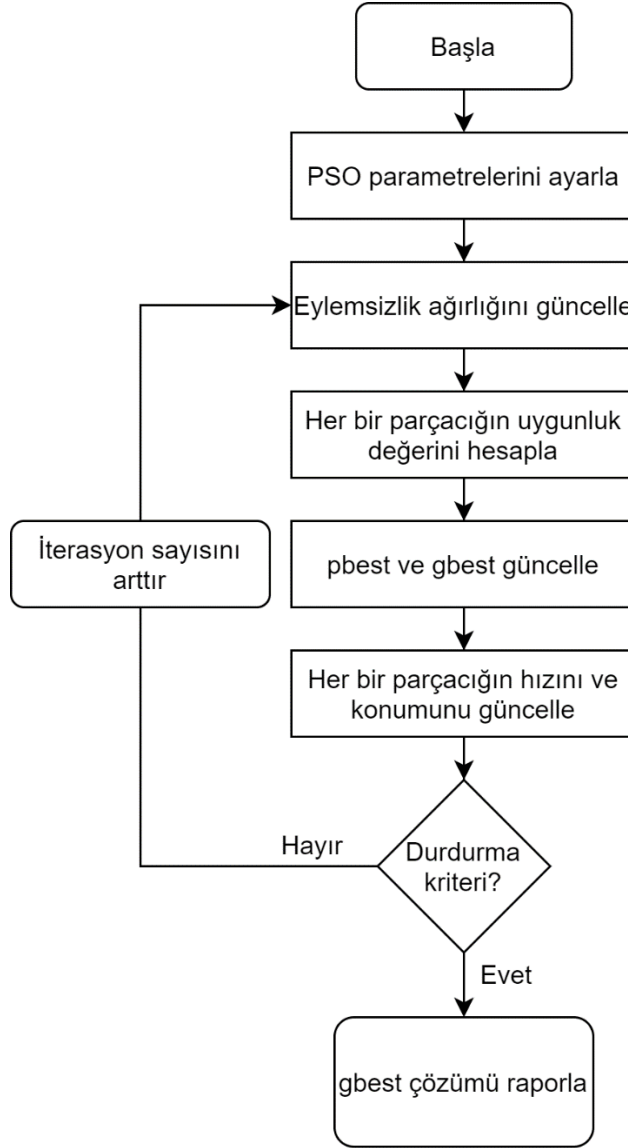 Başla
PSO parametrelerini ayarla
Eylemsizlik ağırlığını güncelle
Her bir parçacığın uygunluk
değerini hesapla
İterasyon sayısını
arttır
pbest ve gbest güncelle
Her bir parçacığın hızını ve
konumunu güncelle
Hayır
Durdurma
kriteri?
Evet
gbest çözümü raporla